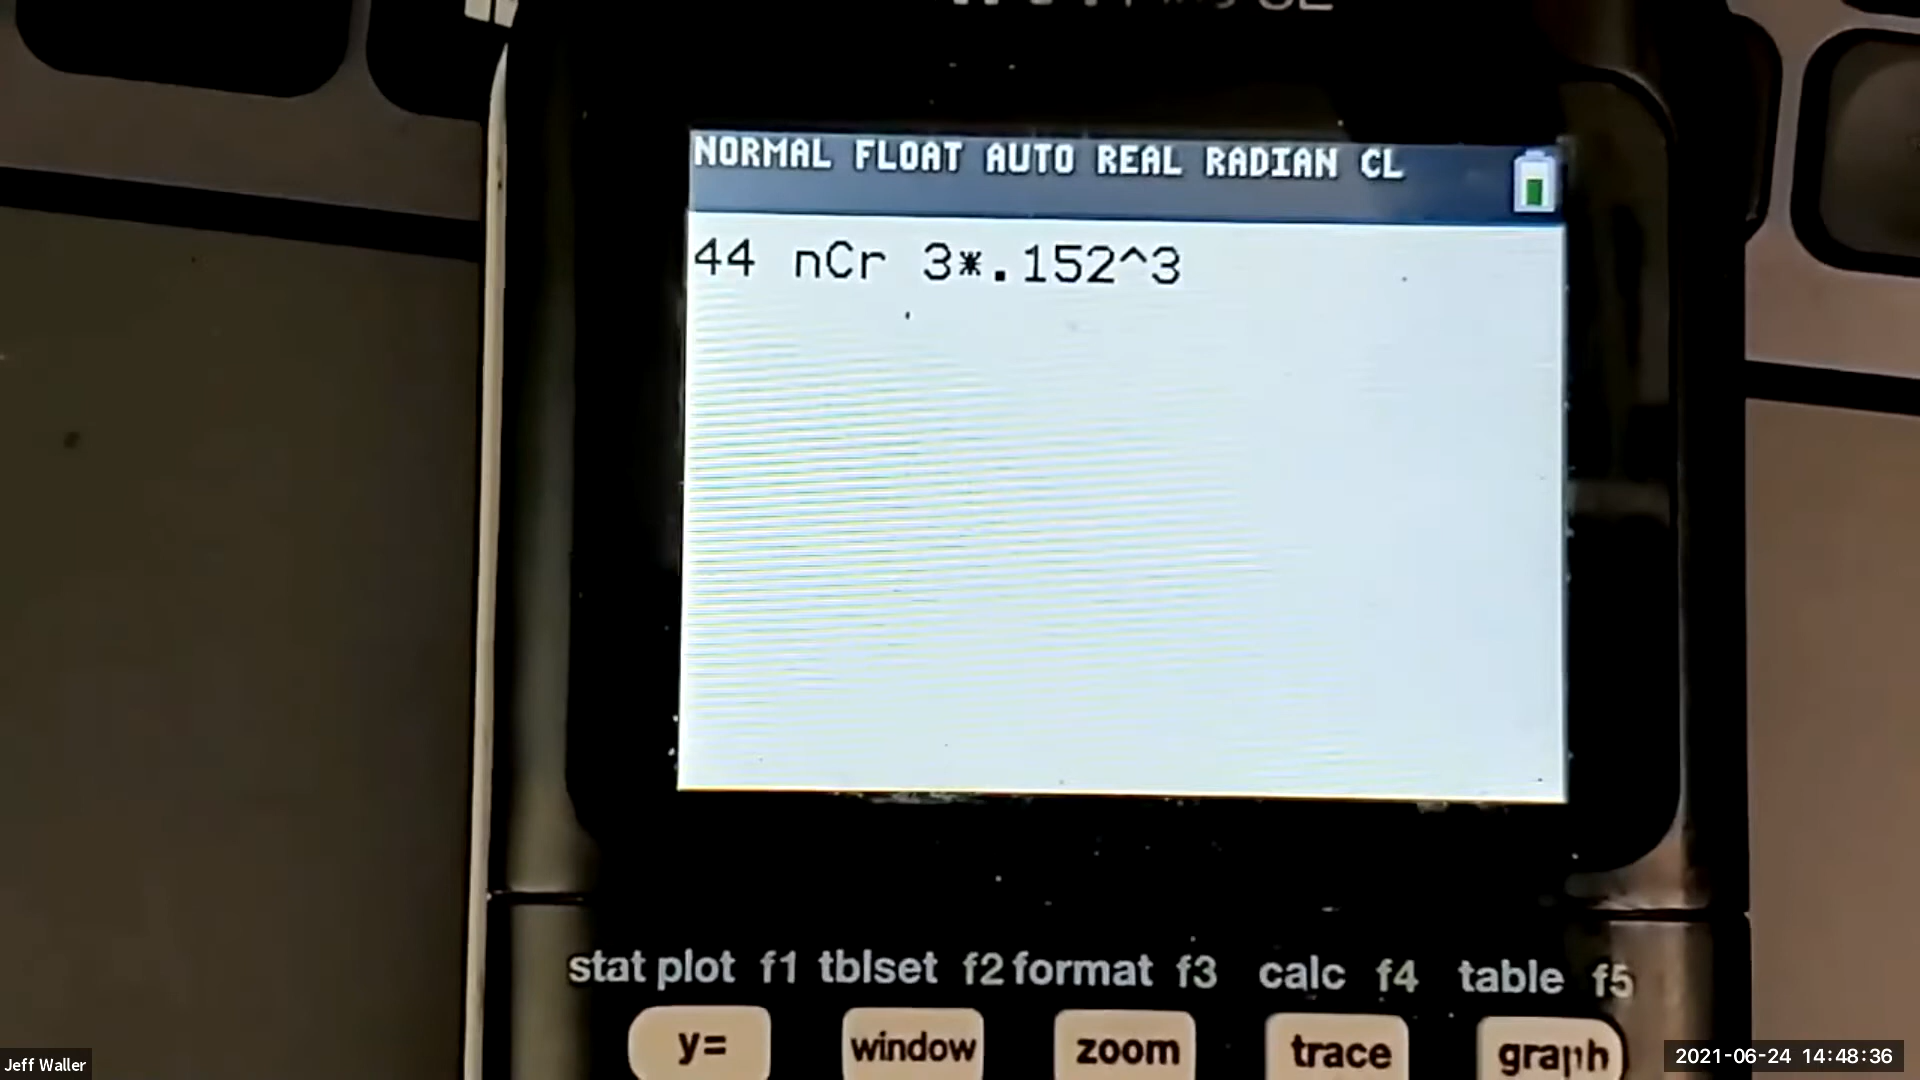 NORMAL FLOAT AUTO REAL RADIAN CL
44 nCr 3*.152^3
stat plot f1 tblset f2 format f3 calc f4 table f5
y= window zoom trace graph
Jeff Waller
2021-06-24 14:48:36